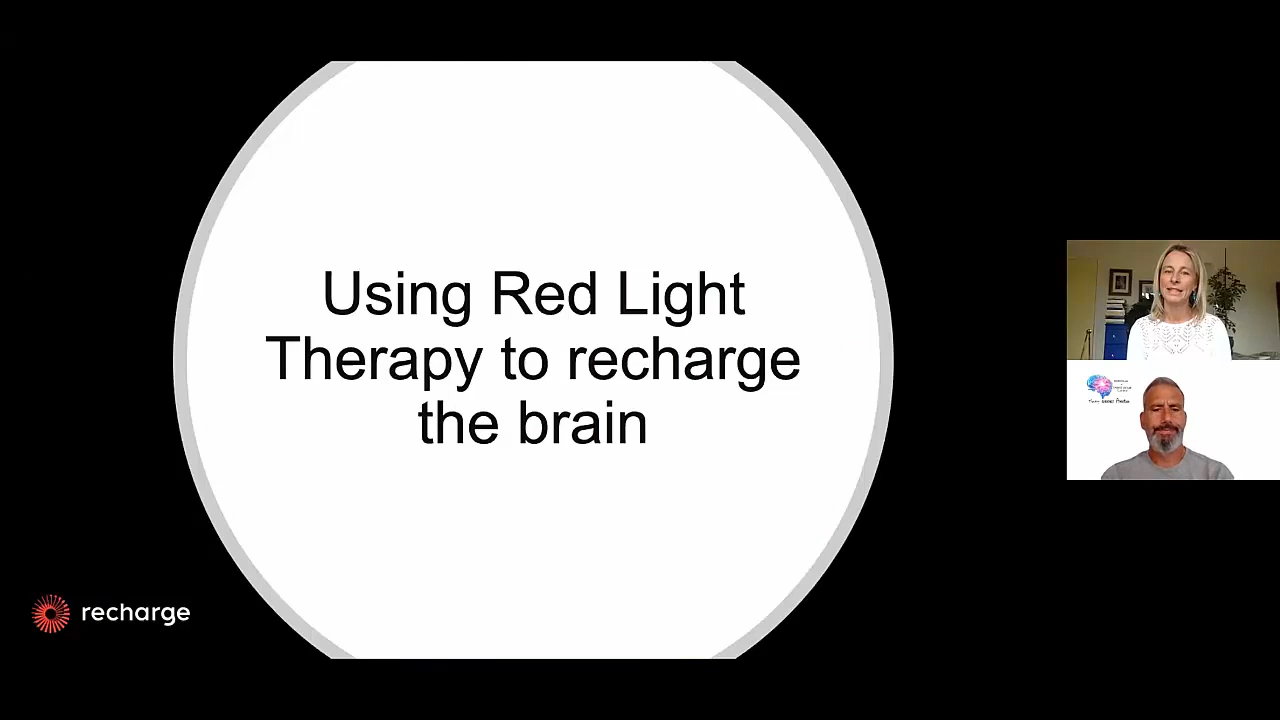 Using Red Light
Therapy to recharge
the brain
recharge